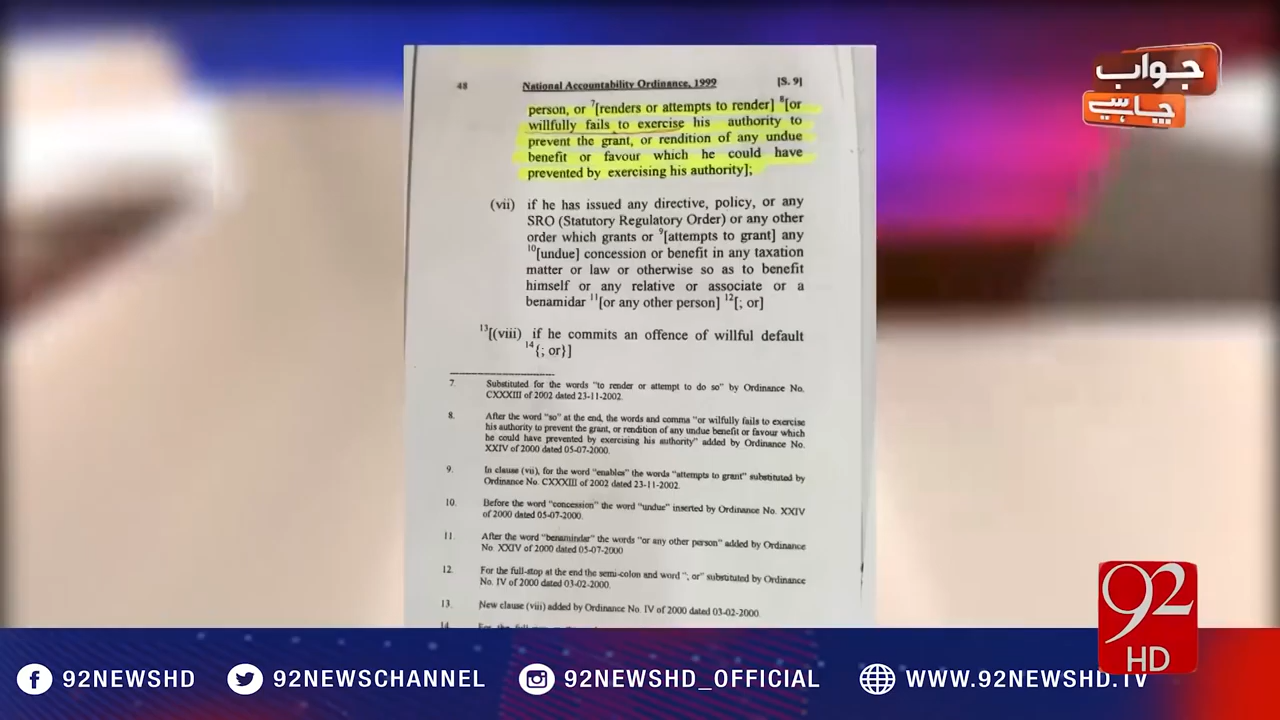 جواب
چاہیے
48 National Accountability Ordinance, 1999 [S. 9]
person, or 7[renders or attempts to render] 8[or
willfully fails to exercise his authority to
prevent the grant, or rendition of any undue
benefit or favour which he could have
prevented by exercising his authority];
(vii) if he has issued any directive, policy, or any
SRO (Statutory Regulatory Order) or any other
order which grants or 9[attempts to grant] any
10[undue] concession or benefit in any taxation
matter or law or otherwise so as to benefit
himself or any relative or associate or a
benamidar 11[or any other person] 12[; or]
13[(viii) if he commits an offence of willful default
14{; or}]
7. Substituted for the words "to render or attempt to do so" by Ordinance No.
CXXXIII of 2002 dated 23-11-2002.
8. After the word "so" at the end, the words and comma "or wilfully fails to exercise
his authority to prevent the grant, or rendition of any undue benefit or favour which
he could have prevented by exercising his authority" added by Ordinance No.
XXIV of 2000 dated 05-07-2000.
9. In clause (vii), for the word "enables" the words "attempts to grant" substituted by
Ordinance No. CXXXIII of 2002 dated 23-11-2002.
10. Before the word "concession" the word "undue" inserted by Ordinance No. XXIV
of 2000 dated 05-07-2000.
11. After the word "benamindar" the words "or any other person" added by Ordinance
No XXIV of 2000 dated 05-07-2000
12. For the full-stop at the end the semi-colon and word "; or" substituted by Ordinance
No. IV of 2000 dated 03-02-2000.
13. New clause (viii) added by Ordinance No. IV of 2000 dated 03-02-2000.
92
HD
92NEWSHD 92NEWSCHANNEL 92NEWSHD_OFFICIAL WWW.92NEWSHD.TV